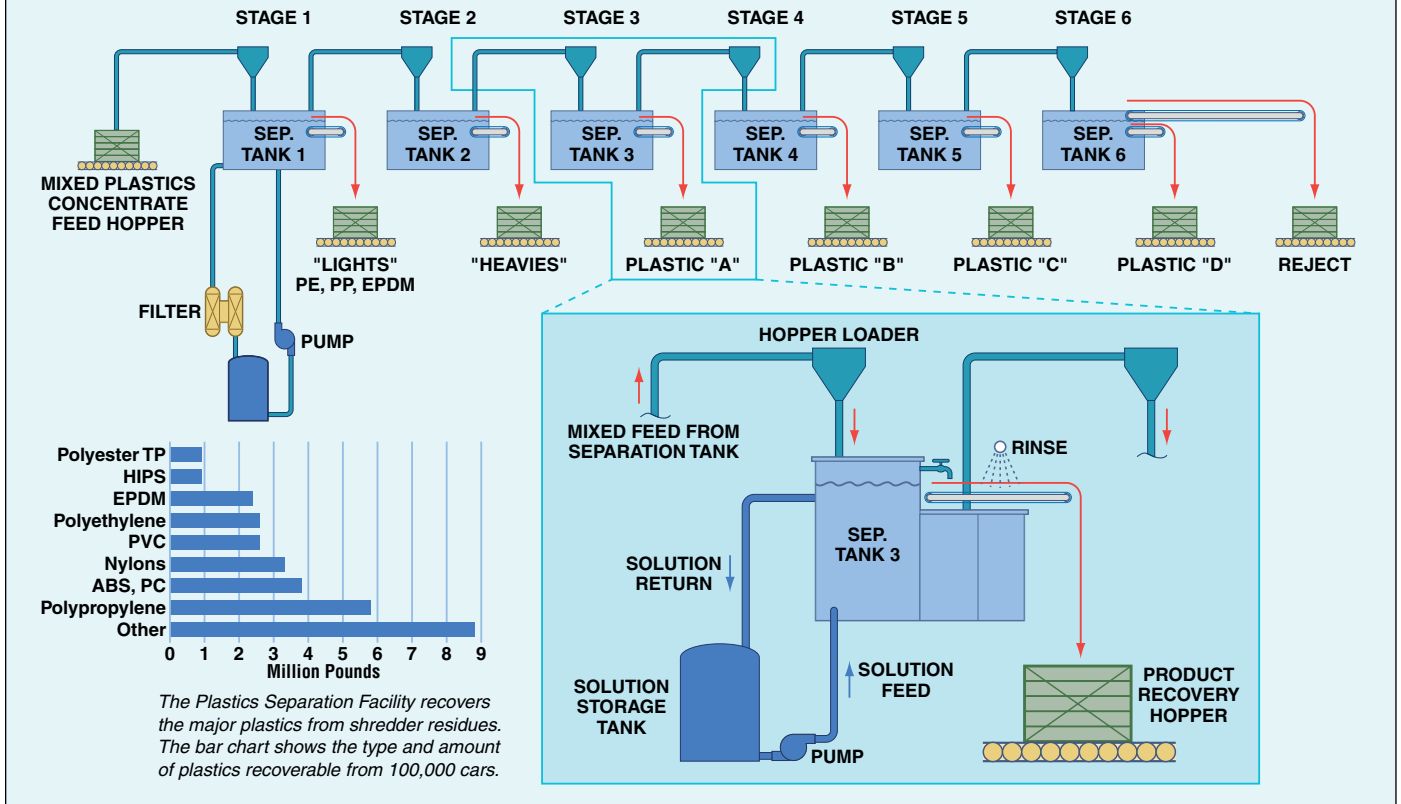 STAGE 1
STAGE 2
STAGE 3
STAGE 4
STAGE 5
STAGE 6
SEP.
TANK 1
SEP.
TANK 2
SEP.
TANK 3
SEP.
TANK 4
SEP.
TANK 5
SEP.
TANK 6
MIXED PLASTICS
CONCENTRATE
FEED HOPPER
"LIGHTS"
PE, PP, EPDM
"HEAVIES"
PLASTIC "A"
PLASTIC "B"
PLASTIC "C"
PLASTIC "D"
REJECT
FILTER
PUMP
HOPPER LOADER
MIXED FEED FROM
SEPARATION TANK
RINSE
SEP.
TANK 3
SOLUTION
RETURN
SOLUTION
STORAGE
TANK
SOLUTION
FEED
PUMP
PRODUCT
RECOVERY
HOPPER
Polyester TP
HIPS
EPDM
Polyethylene
PVC
Nylons
ABS, PC
Polypropylene
Other
0 1 2 3 4 5 6 7 8 9
Million Pounds
The Plastics Separation Facility recovers
the major plastics from shredder residues.
The bar chart shows the type and amount
of plastics recoverable from 100,000 cars.